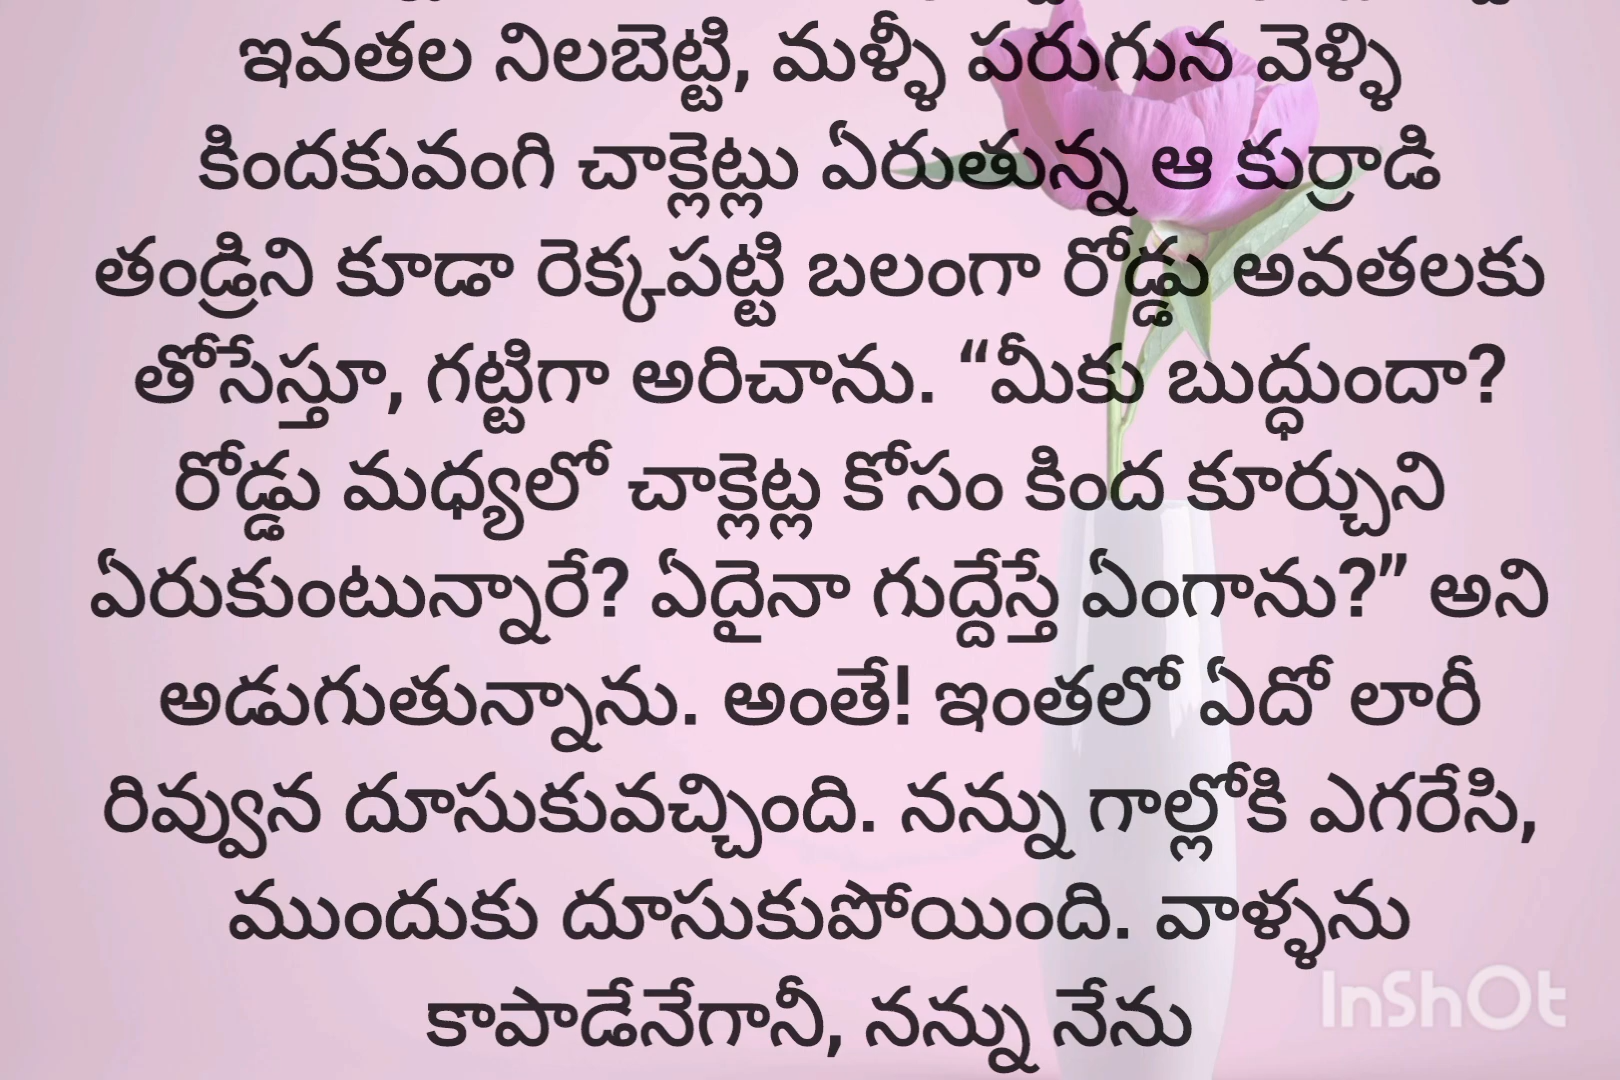 ఇవతల నిలబెట్టి, మళ్ళీ పరుగున వెళ్ళి
కిందకువంగి చాక్లెట్లు ఏరుతున్న ఆ కుర్రాడి
తండ్రిని కూడా రెక్కపట్టి బలంగా రోడ్డు అవతలకు
తోసేస్తూ, గట్టిగా అరిచాను. “మీకు బుద్ధుందా?
రోడ్డు మధ్యలో చాక్లెట్ల కోసం కింద కూర్చుని
ఏరుకుంటున్నారే? ఏదైనా గుద్దేస్తే ఏంగాను?” అని
అడుగుతున్నాను. అంతే! ఇంతలో ఏదో లారీ
రివ్వున దూసుకువచ్చింది. నన్ను గాల్లోకి ఎగరేసి,
ముందుకు దూసుకుపోయింది. వాళ్ళను
కాపాడేనేగానీ, నన్ను నేను
InShOt